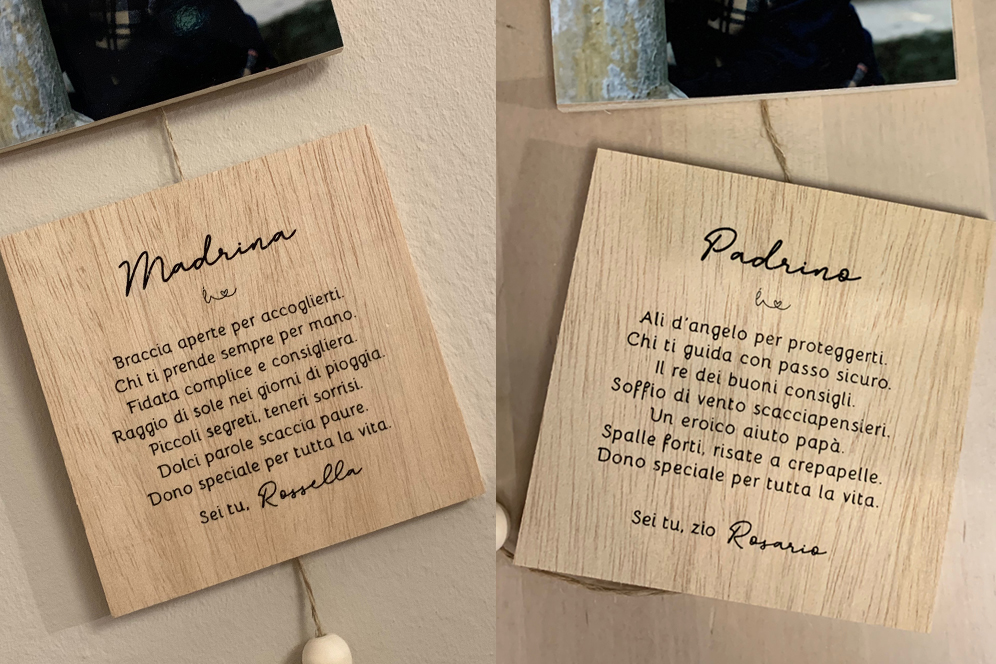 Madrina
Braccia aperte per accoglierti.
Chi ti prende sempre per mano.
Fidata complice e consigliera.
Raggio di sole nei giorni di pioggia.
Piccoli segreti, teneri sorrisi.
Dolci parole scaccia paure.
Dono speciale per tutta la vita.
Sei tu, Rossella
Padrino
Ali d'angelo per proteggerti.
Chi ti guida con passo sicuro.
Il re dei buoni consigli.
Soffio di vento scacciapensieri.
Un eroico aiuto papà.
Spalle forti, risate a crepapelle.
Dono speciale per tutta la vita.
Sei tu, zio Rosario